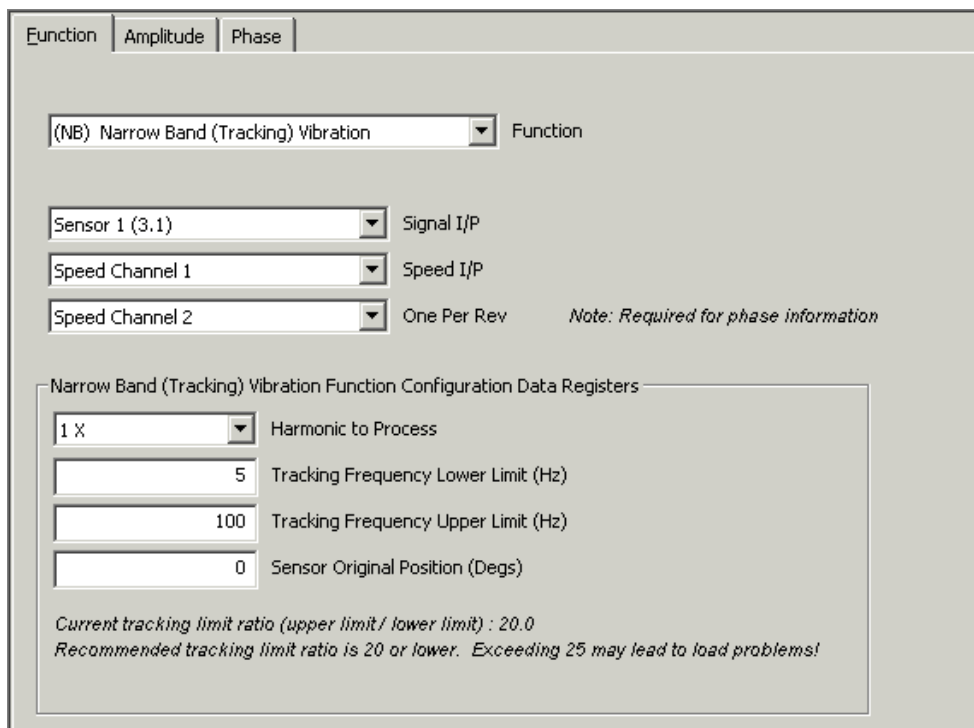 Function Amplitude Phase
(NB) Narrow Band (Tracking) Vibration Function
Sensor 1 (3.1) Signal I/P
Speed Channel 1 Speed I/P
Speed Channel 2 One Per Rev Note: Required for phase information
Narrow Band (Tracking) Vibration Function Configuration Data Registers
1 X Harmonic to Process
5 Tracking Frequency Lower Limit (Hz)
100 Tracking Frequency Upper Limit (Hz)
0 Sensor Original Position (Degs)
Current tracking limit ratio (upper limit / lower limit) : 20.0
Recommended tracking limit ratio is 20 or lower. Exceeding 25 may lead to load problems!